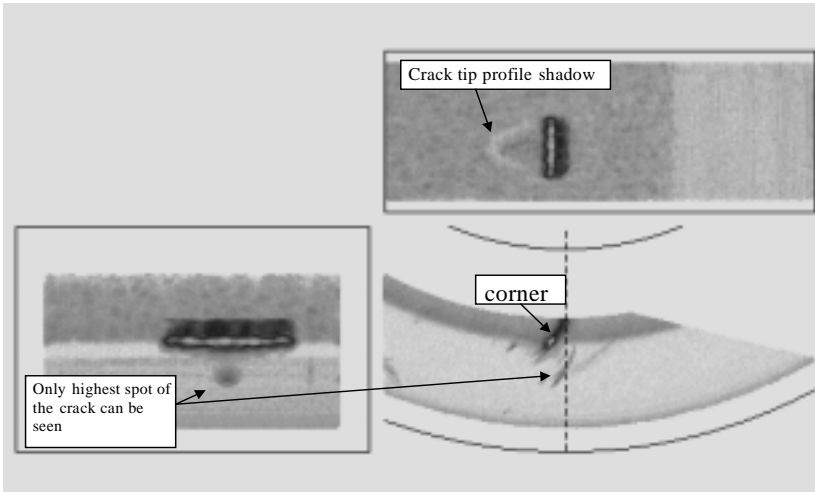 Crack tip profile shadow
corner
Only highest spot of
the crack can be
seen